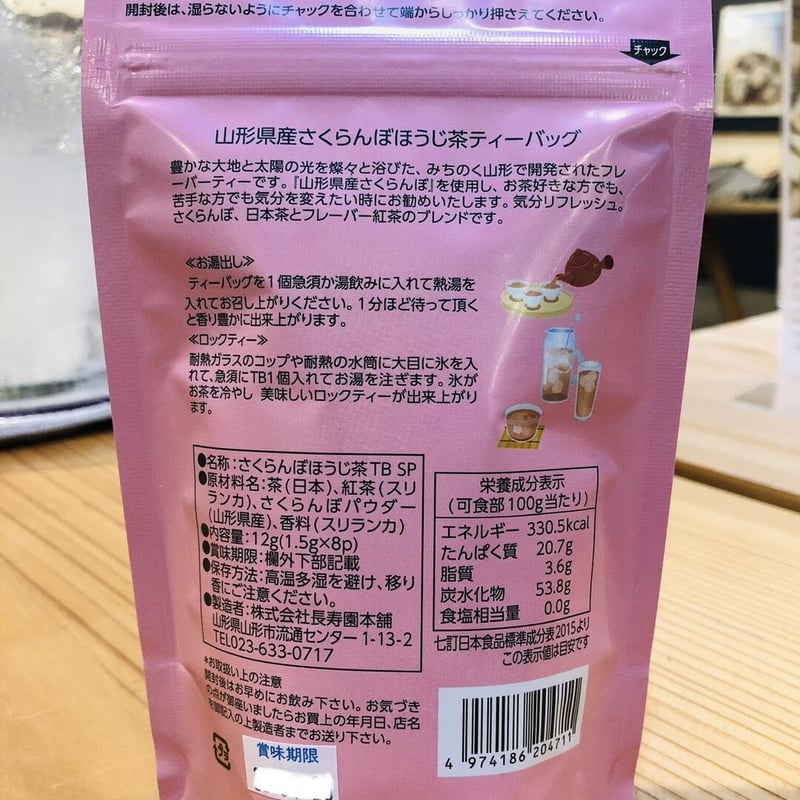 開封後は、湿らないようにチャックを合わせて端からしっかり押さえてください。
チャック
山形県産さくらんぼほうじ茶ティーバッグ
豊かな大地と太陽の光を燦々と浴びた、みちのく山形で開発されたフレ
ーバーティーです。『山形県産さくらんぼ』を使用し、お茶好きな方でも、
苦手な方でも気分を変えたい時にお勧めいたします。気分リフレッシュ。
さくらんぼ、日本茶とフレーバー紅茶のブレンドです。
≪お湯出し≫
ティーバッグを1個急須か湯飲みに入れて熱湯を
入れてお召し上がりください。1分ほど待って頂く
と香り豊かに出来上がります。
≪ロックティー≫
耐熱ガラスのコップや耐熱の水筒に大目に氷を入
れて、急須にTB1個入れてお湯を注ぎます。氷が
お茶を冷やし 美味しいロックティーが出来上がり
ます。
●名称:さくらんぼほうじ茶TB SP
●原材料名:茶(日本)、紅茶(スリ
ランカ)、さくらんぼパウダー
(山形県産)、香料(スリランカ)
●内容量:12g(1.5g×8p)
●賞味期限:欄外下部記載
●保存方法:高温多湿を避け、移り
香にご注意ください。
●製造者:株式会社長寿園本舗
山形県山形市流通センター1-13-2
TEL023-633-0717
栄養成分表示
(可食部100g当たり)
エネルギー 330.5kcal
たんぱく質 20.7g
脂質 3.6g
炭水化物 53.8g
食塩相当量 0.0g
七訂日本食品標準成分表2015より
この表示値は目安です
*お取扱い上の注意
開封後はお早めにお飲み下さい。お気づき
の点が御座いましたらお買上の年月日、店名
を御記入の上製造者までお送り下さい。
賞味期限
4 974186 204711